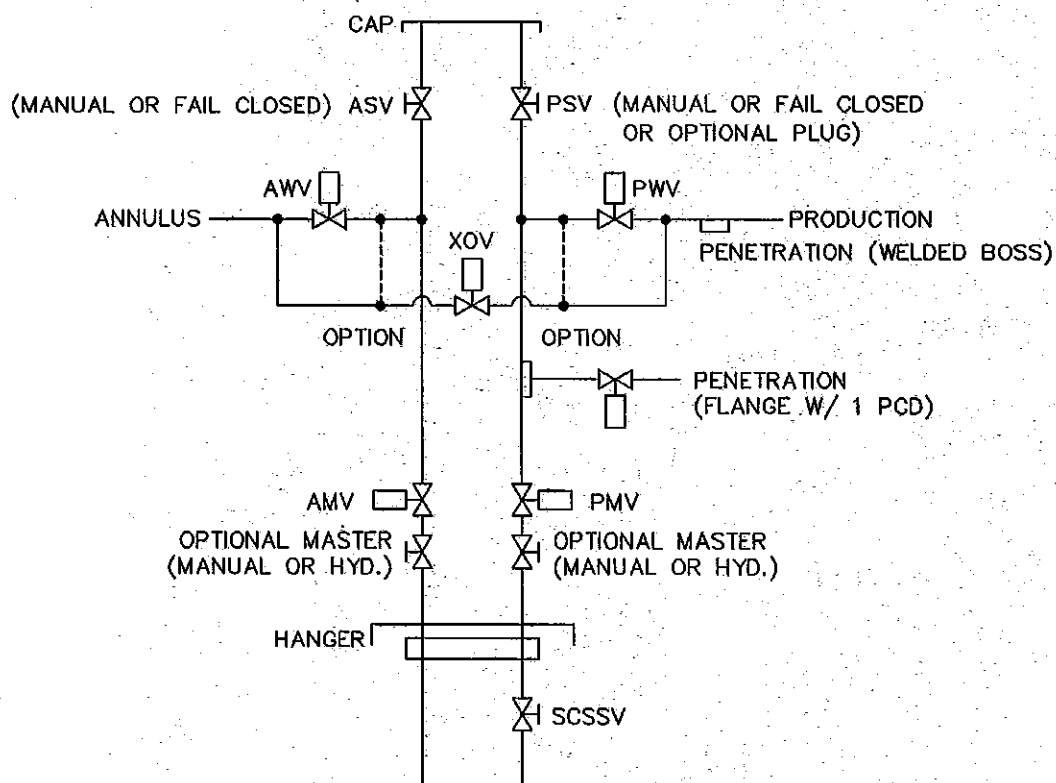 CAP
(MANUAL OR FAIL CLOSED) ASV
PSV (MANUAL OR FAIL CLOSED
OR OPTIONAL PLUG)
AWV
PWV
ANNULUS
PRODUCTION
XOV
PENETRATION (WELDED BOSS)
OPTION
OPTION
PENETRATION
(FLANGE W/ 1 PCD)
AMV
PMV
OPTIONAL MASTER
(MANUAL OR HYD.)
OPTIONAL MASTER
(MANUAL OR HYD.)
HANGER
SCSSV